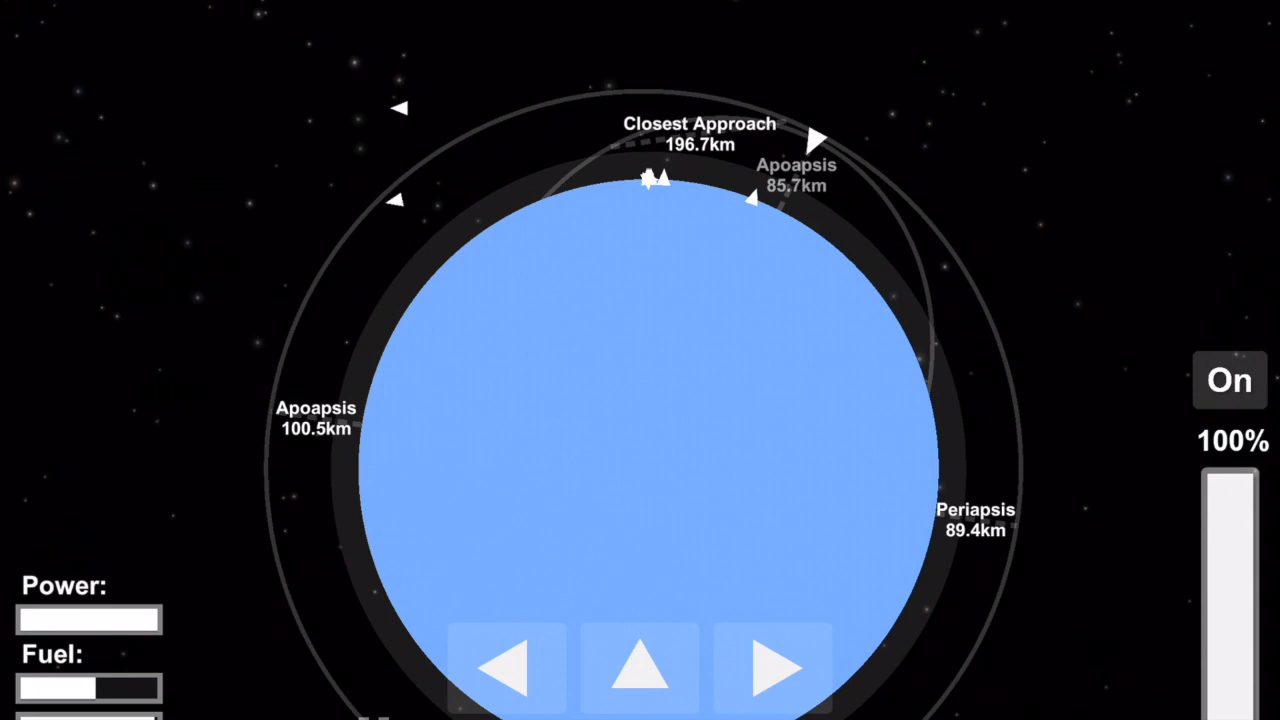 Closest Approach
196.7km
Apoapsis
85.7km
On
100%
Apoapsis
100.5km
Periapsis
89.4km
Power:
Fuel: